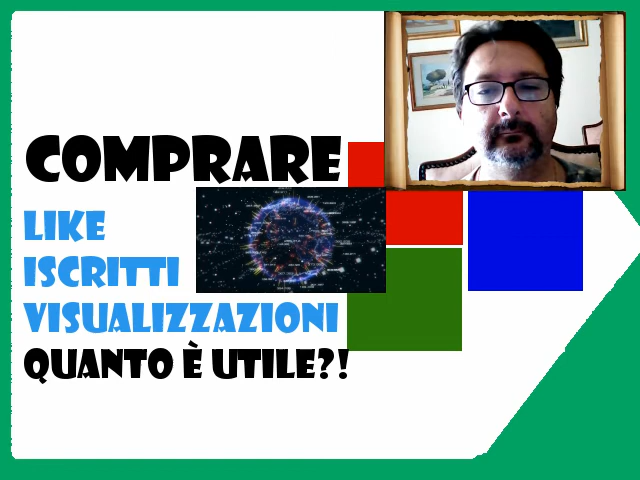 COMPRARE
LIKE
ISCRITTI
VISUALIZZAZIONI
QUANTO È UTILE?!